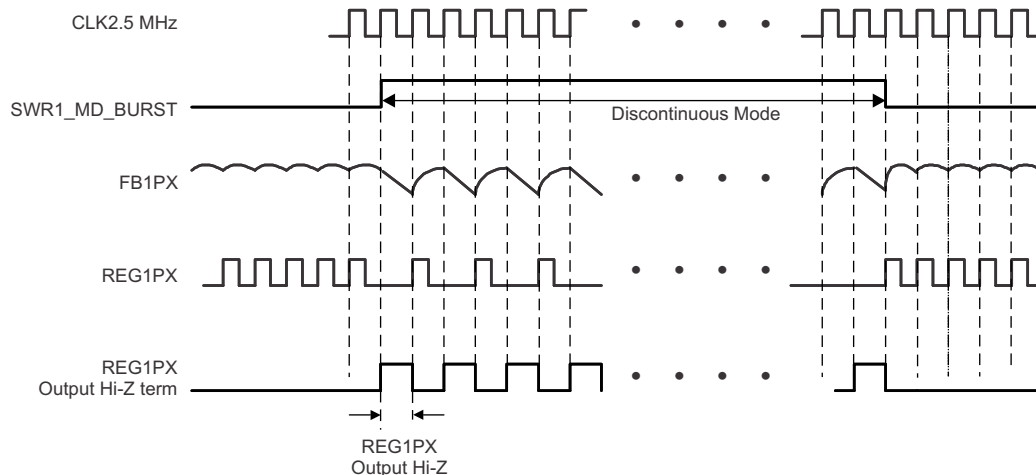 CLK2.5 MHz
SWR1_MD_BURST
Discontinuous Mode
FB1PX
REG1PX
REG1PX
Output Hi-Z term
REG1PX
Output Hi-Z